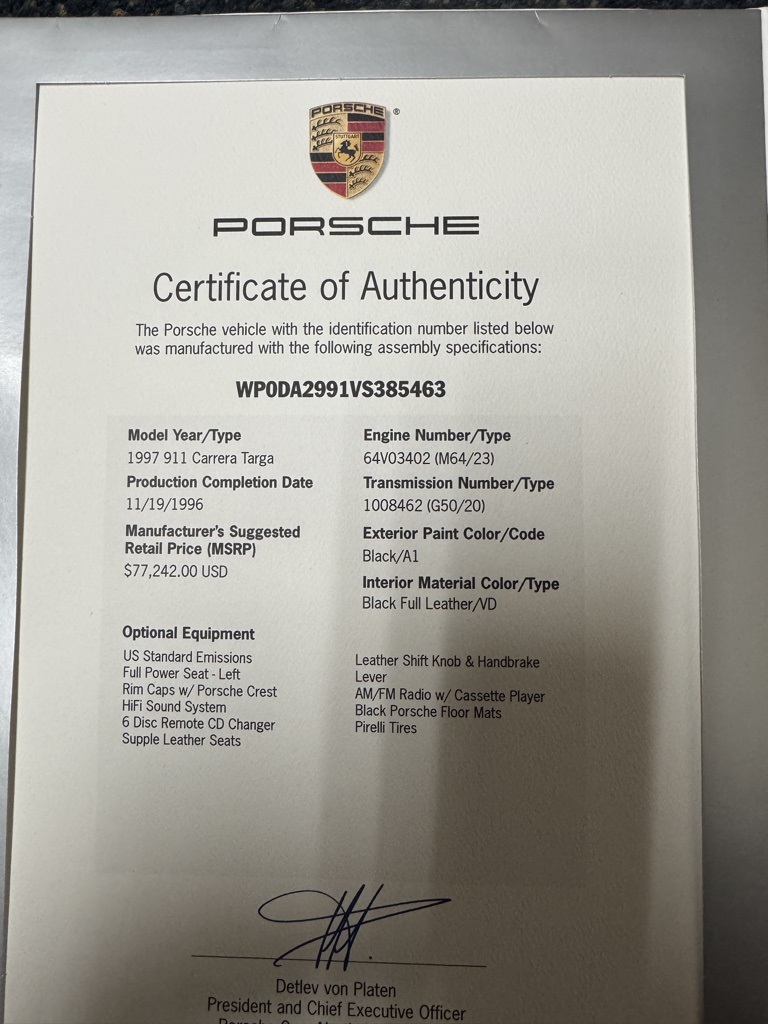 PORSCHE
®
STUTTGART
PORSCHE
Certificate of Authenticity
The Porsche vehicle with the identification number listed below
was manufactured with the following assembly specifications:
WP0DA2991VS385463
Model Year/Type
1997 911 Carrera Targa
Production Completion Date
11/19/1996
Manufacturer's Suggested
Retail Price (MSRP)
$77,242.00 USD
Engine Number/Type
64V03402 (M64/23)
Transmission Number/Type
1008462 (G50/20)
Exterior Paint Color/Code
Black/A1
Interior Material Color/Type
Black Full Leather/VD
Optional Equipment
US Standard Emissions
Full Power Seat - Left
Rim Caps w/ Porsche Crest
HiFi Sound System
6 Disc Remote CD Changer
Supple Leather Seats
Leather Shift Knob & Handbrake
Lever
AM/FM Radio w/ Cassette Player
Black Porsche Floor Mats
Pirelli Tires
Detlev von Platen
President and Chief Executive Officer
Porsche Cars